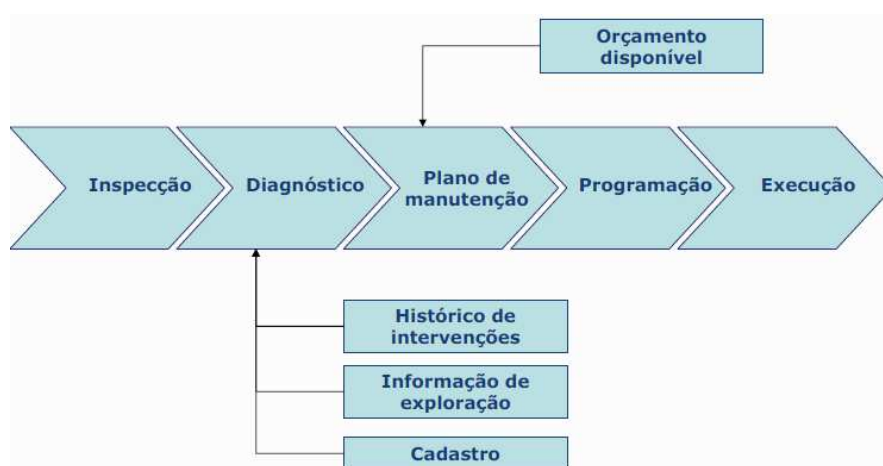 Orçamento
disponível
Inspecção
Diagnóstico
Plano de
manutenção
Programação
Execução
Histórico de
intervenções
Informação de
exploração
Cadastro